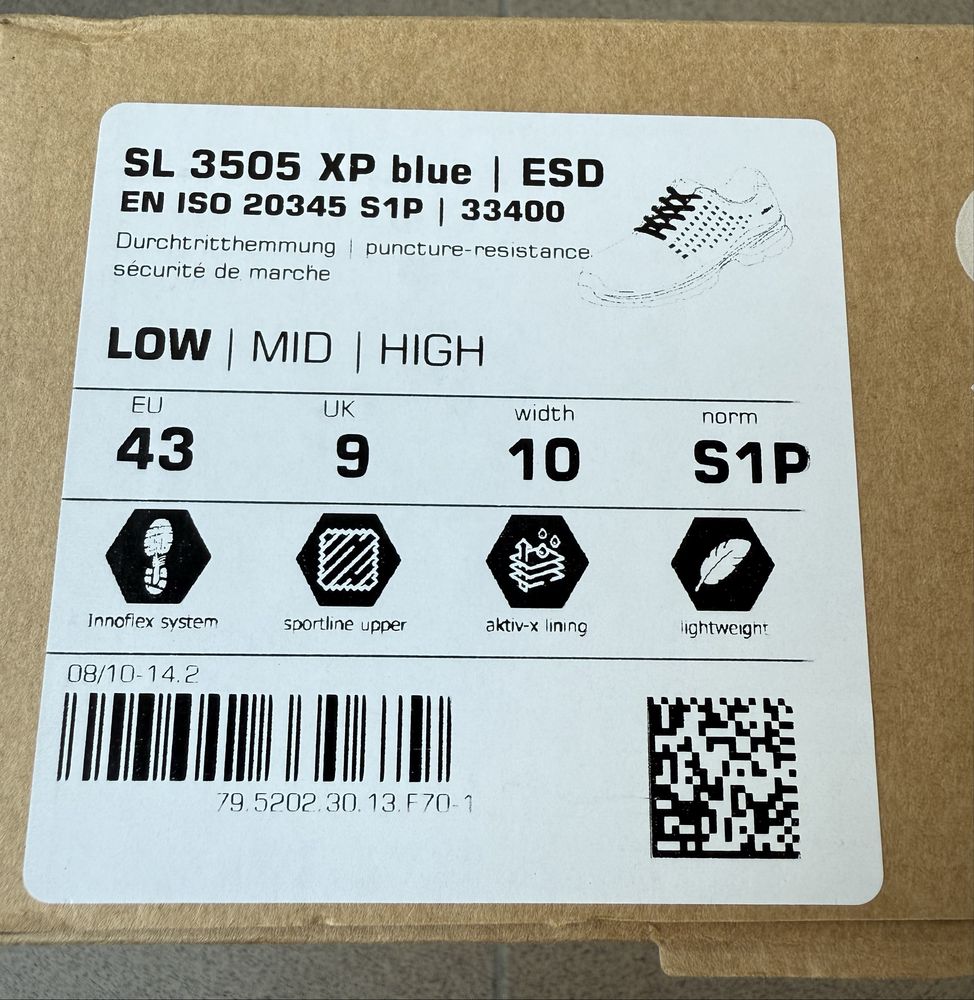 SL 3505 XP blue | ESD
EN ISO 20345 S1P | 33400
Durchtritthemmung | puncture-resistance
sécurité de marche
LOW | MID | HIGH
EU UK width norm
43 9 10 S1P
Innoflex system sportline upper aktiv-x lining lightweight
08/10-14.2
79.5202.30.13.F70-1